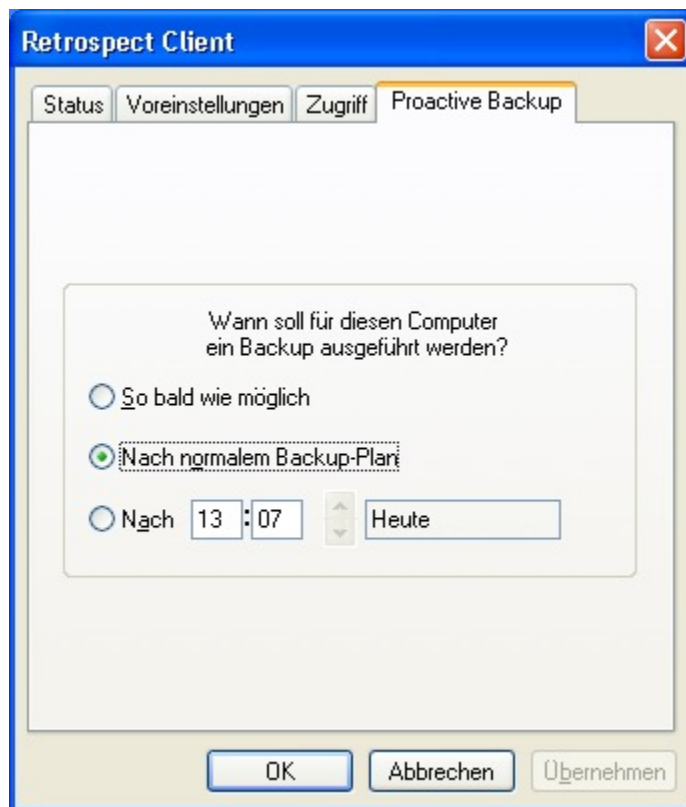 Retrospect Client
Status Voreinstellungen Zugriff Proactive Backup
Wann soll für diesen Computer
ein Backup ausgeführt werden?
So bald wie möglich
Nach normalem Backup-Plan
Nach 13:07 Heute
OK Abbrechen Übernehmen